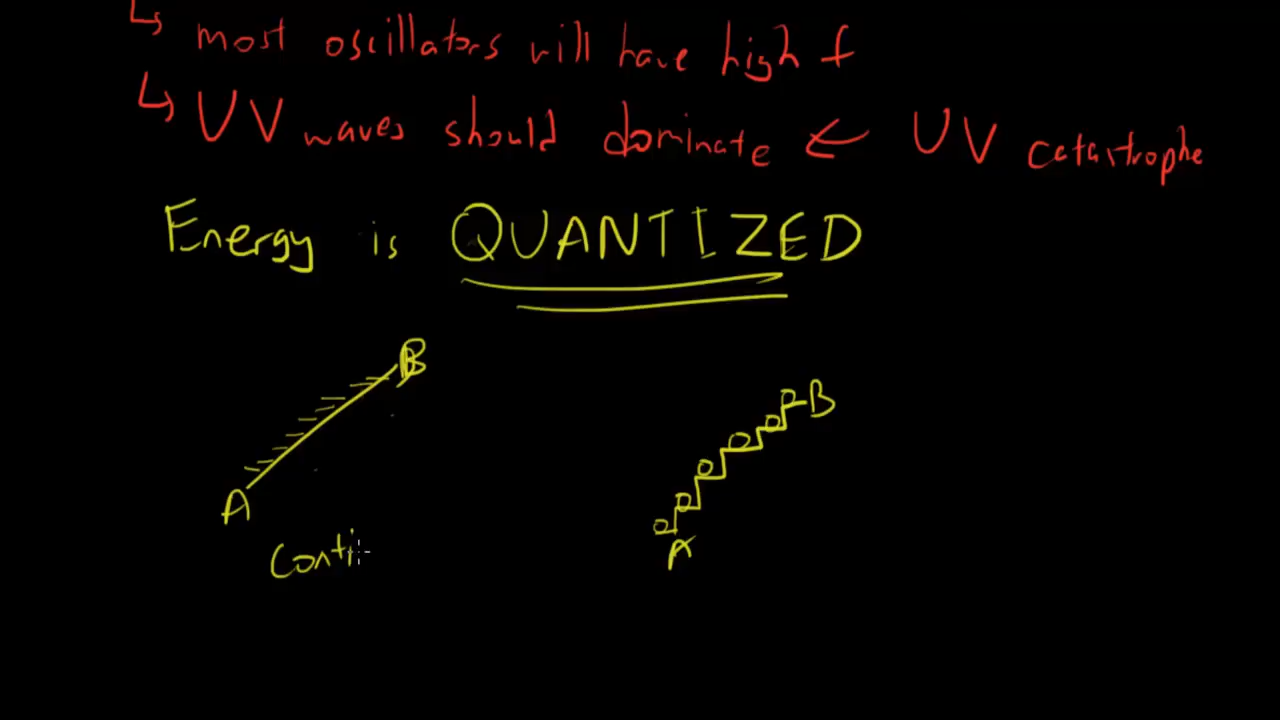 ↳ most oscillators will have high f
↳ UV waves should dominate ← UV catastrophe
Energy is QUANTIZED
B
B
A
A
Conti